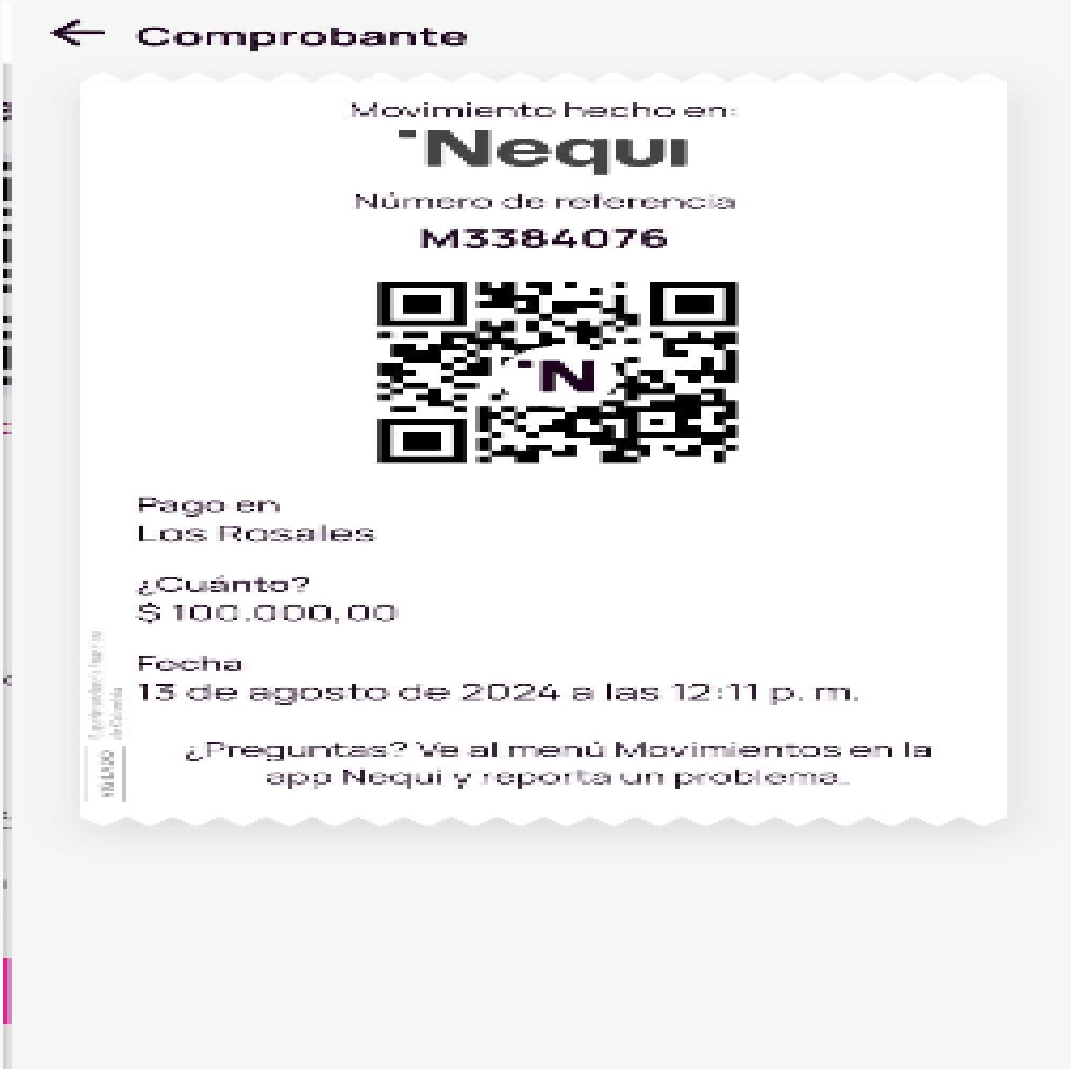 Comprobante
Movimiento hecho en:
Nequi
Número de referencia
M3384076
N
Pago en
Los Rosales
¿Cuánto?
$ 100.000,00
Fecha
13 de agosto de 2024 a las 12:11 p. m.
¿Preguntas? Ve al menú Movimientos en la
app Nequi y reporta un problema.
VIGILADO